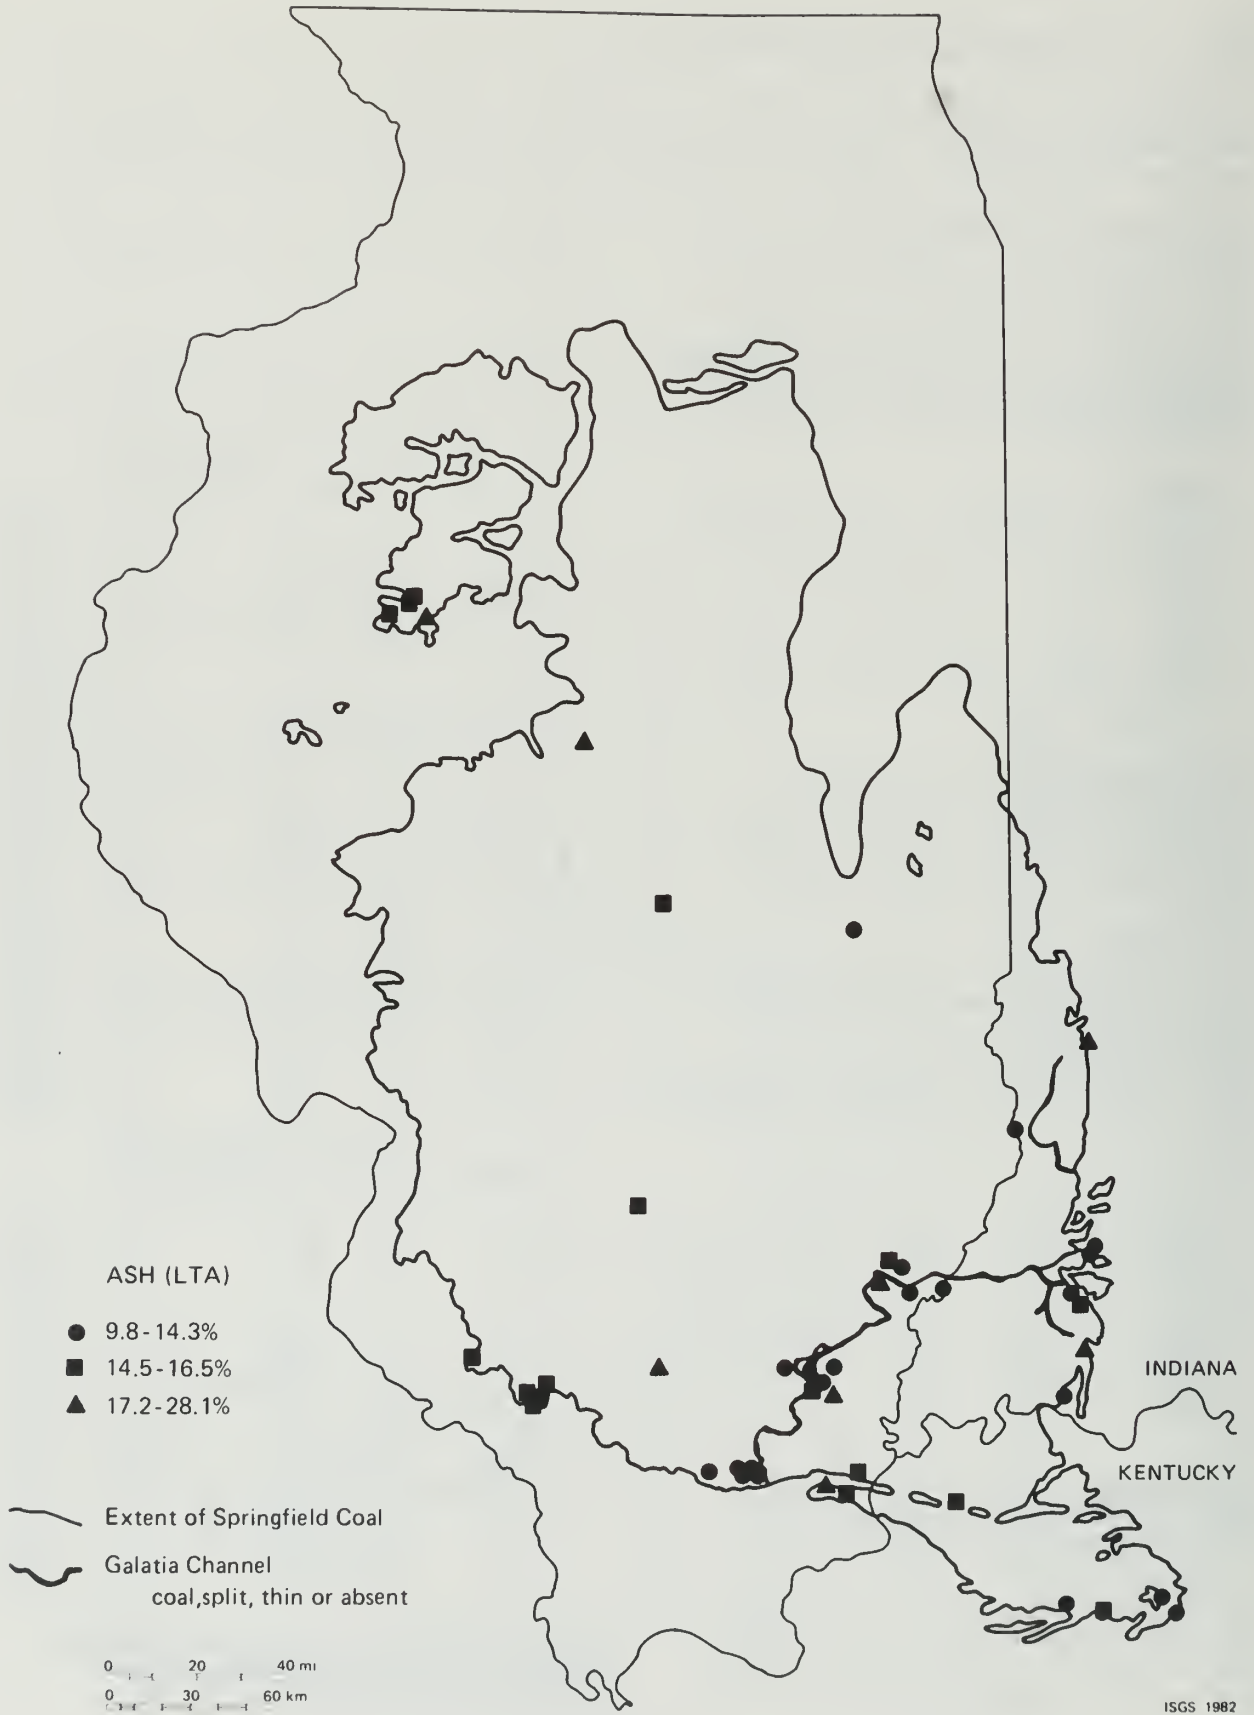 ASH (LTA)
9.8-14.3%
14.5-16.5%
17.2-28.1%
INDIANA
KENTUCKY
Extent of Springfield Coal
Galatia Channel
coal,split, thin or absent
0 20 40 mi
0 30 60 km
ISGS 1982